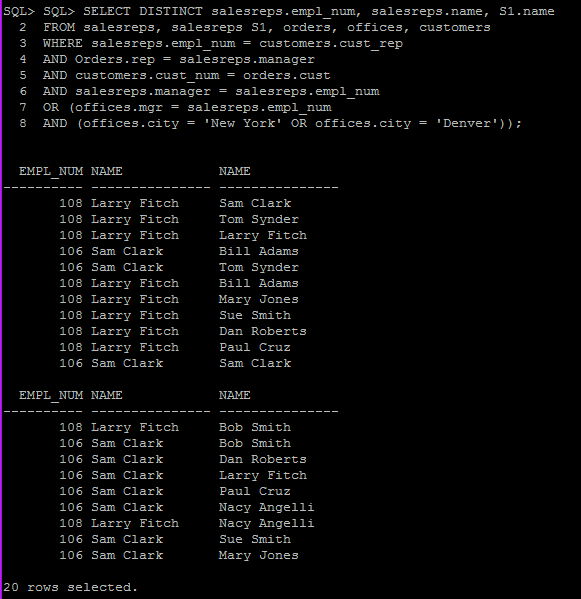 SQL> SQL> SELECT DISTINCT salesreps.empl_num, salesreps.name, S1.name
  2  FROM salesreps, salesreps S1, orders, offices, customers
  3  WHERE salesreps.empl_num = customers.cust_rep
  4  AND Orders.rep = salesreps.manager
  5  AND customers.cust_num = orders.cust
  6  AND salesreps.manager = salesreps.empl_num
  7  OR (offices.mgr = salesreps.empl_num
  8  AND (offices.city = 'New York' OR offices.city = 'Denver'));
  EMPL_NUM NAME            NAME
---------- --------------- ---------------
       108 Larry Fitch     Sam Clark
       108 Larry Fitch     Tom Synder
       108 Larry Fitch     Larry Fitch
       106 Sam Clark       Bill Adams
       106 Sam Clark       Tom Synder
       108 Larry Fitch     Bill Adams
       108 Larry Fitch     Mary Jones
       108 Larry Fitch     Sue Smith
       108 Larry Fitch     Dan Roberts
       108 Larry Fitch     Paul Cruz
       106 Sam Clark       Sam Clark
  EMPL_NUM NAME            NAME
---------- --------------- ---------------
       108 Larry Fitch     Bob Smith
       106 Sam Clark       Bob Smith
       106 Sam Clark       Dan Roberts
       106 Sam Clark       Larry Fitch
       106 Sam Clark       Paul Cruz
       106 Sam Clark       Nacy Angelli
       108 Larry Fitch     Nacy Angelli
       106 Sam Clark       Sue Smith
       106 Sam Clark       Mary Jones
20 rows selected.